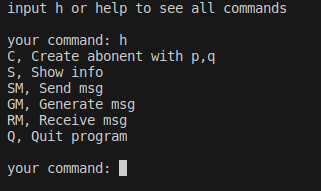 input h or help to see all commands
your command: h
C, Create abonent with p,q
S, Show info
SM, Send msg
GM, Generate msg
RM, Receive msg
Q, Quit program
your command: